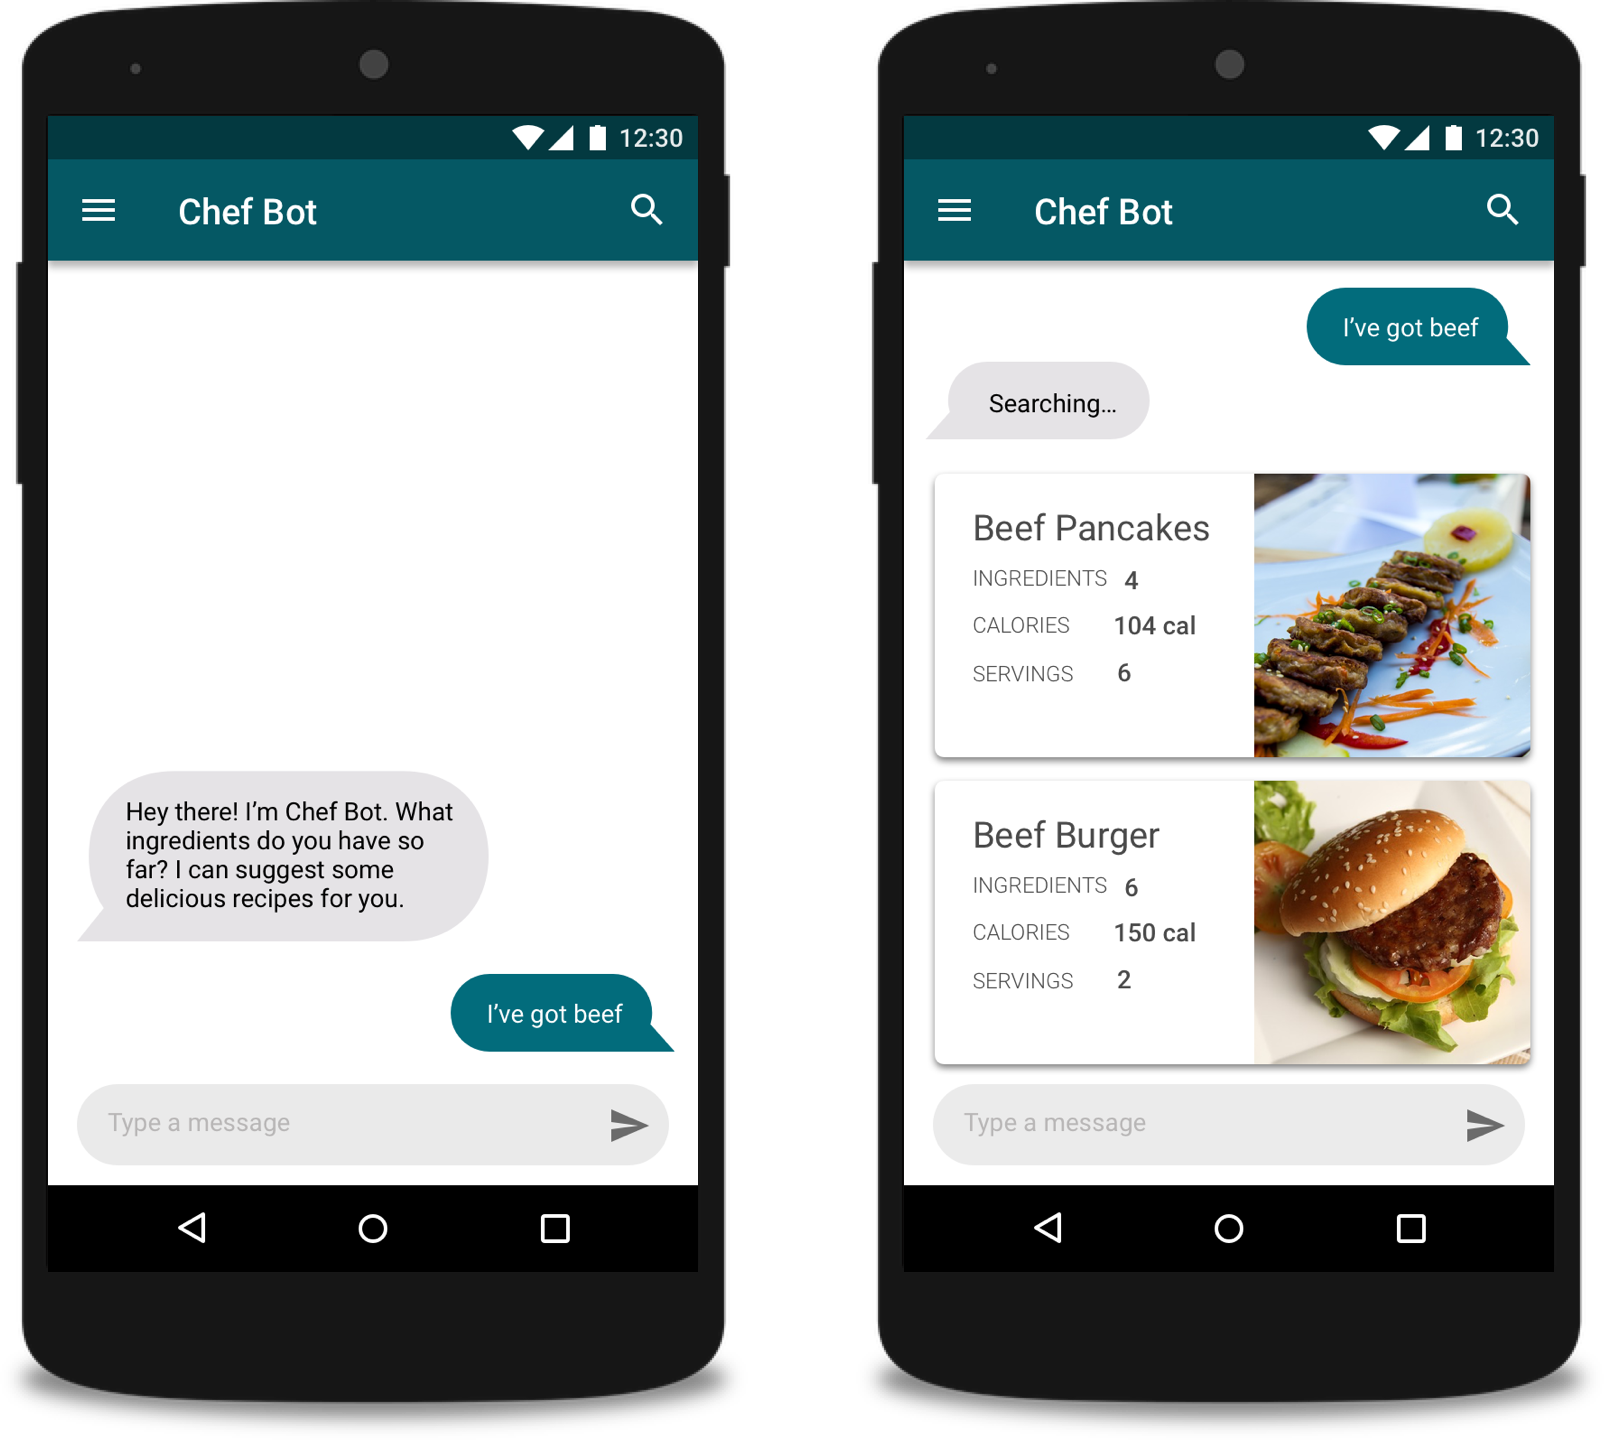 12:30
Chef Bot
Hey there! I’m Chef Bot. What
ingredients do you have so
far? I can suggest some
delicious recipes for you.
I’ve got beef
Type a message
12:30
Chef Bot
I’ve got beef
Searching...
Beef Pancakes
INGREDIENTS 4
CALORIES 104 cal
SERVINGS 6
Beef Burger
INGREDIENTS 6
CALORIES 150 cal
SERVINGS 2
Type a message